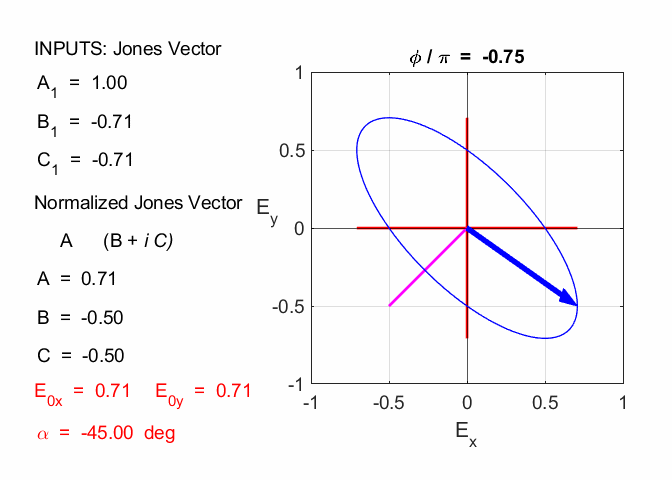 INPUTS: Jones Vector
A1 = 1.00
B1 = -0.71
C1 = -0.71
Normalized Jones Vector
A (B + i C)
A = 0.71
B = -0.50
C = -0.50
E0x = 0.71 E0y = 0.71
α = -45.00 deg
ϕ / π = -0.75
1
0.5
Ey
0
-0.5
-1
-1 -0.5 0 0.5 1
Ex